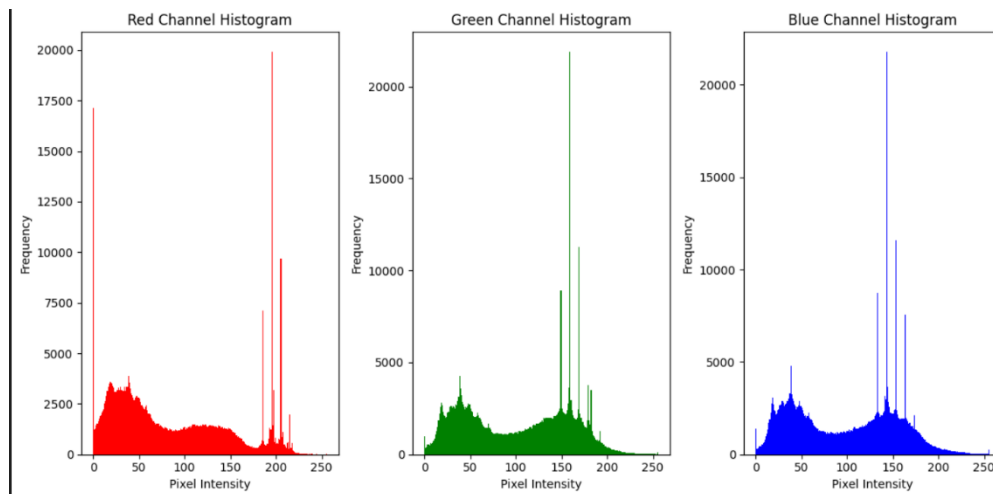 Red Channel Histogram
20000
17500
15000
12500
10000
7500
5000
2500
0
Frequency
0 50 100 150 200 250
Pixel Intensity
Green Channel Histogram
20000
15000
10000
5000
0
Frequency
0 50 100 150 200 250
Pixel Intensity
Blue Channel Histogram
20000
15000
10000
5000
0
Frequency
0 50 100 150 200 250
Pixel Intensity